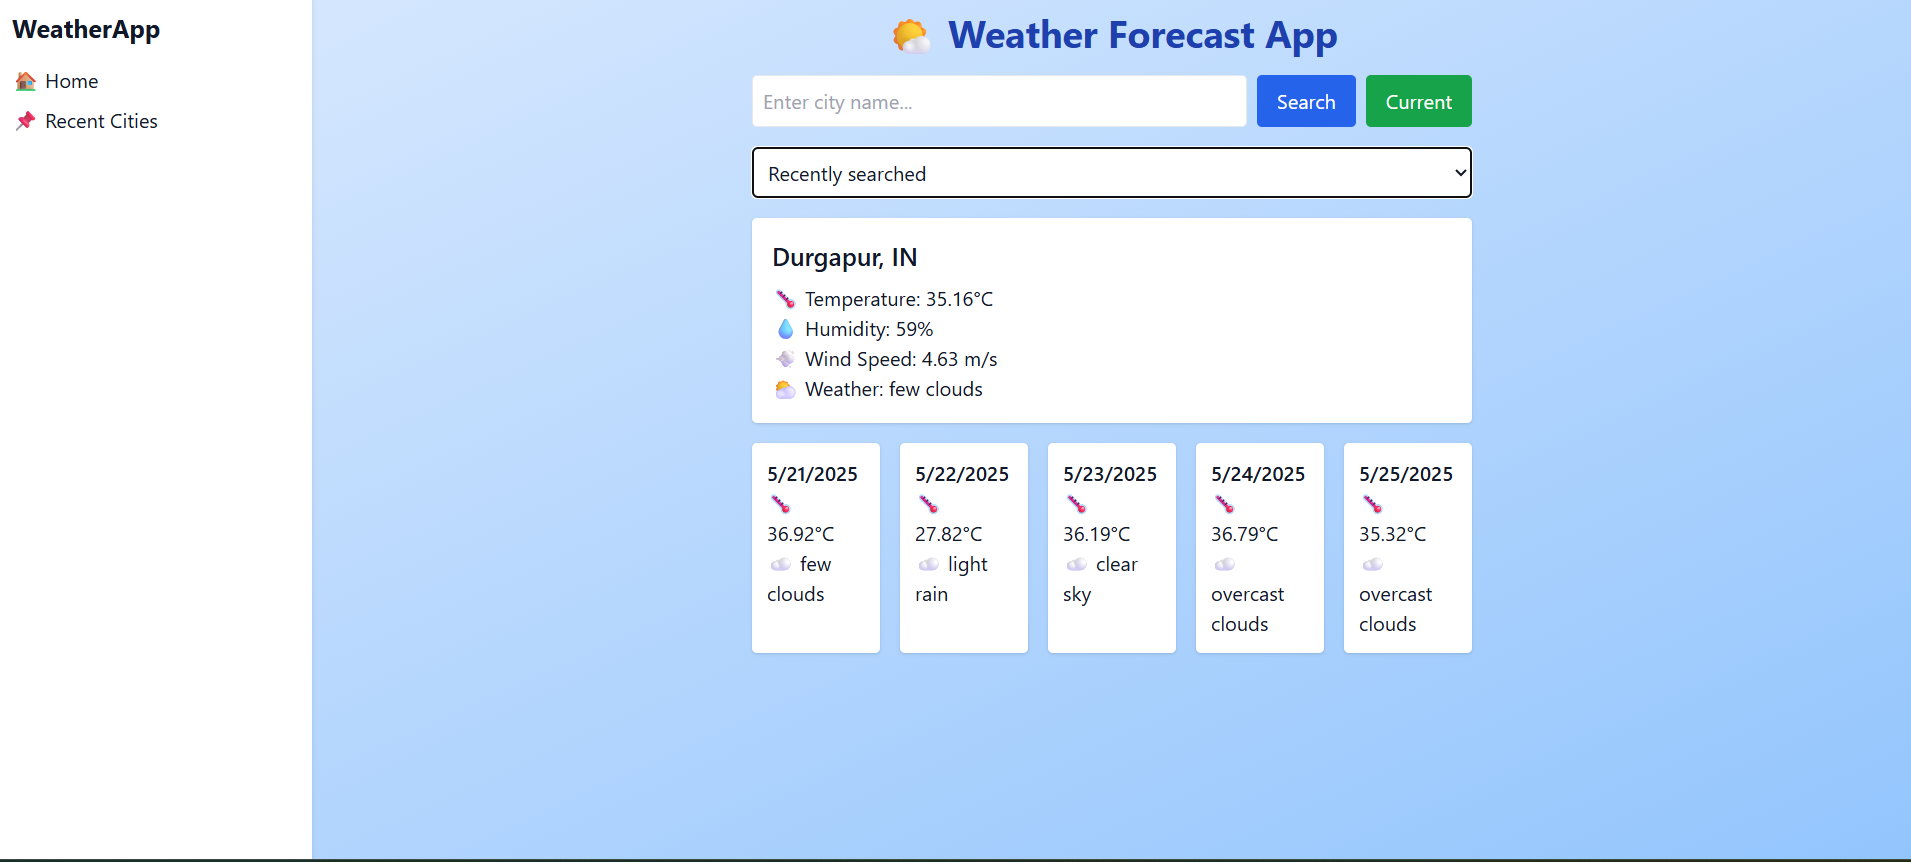 WeatherApp
Home
Recent Cities
Weather Forecast App
Enter city name...
Search
Current
Recently searched
Durgapur, IN
Temperature: 35.16°C
Humidity: 59%
Wind Speed: 4.63 m/s
Weather: few clouds
5/21/2025
36.92°C
few
clouds
5/22/2025
27.82°C
light
rain
5/23/2025
36.19°C
clear
sky
5/24/2025
36.79°C
overcast
clouds
5/25/2025
35.32°C
overcast
clouds